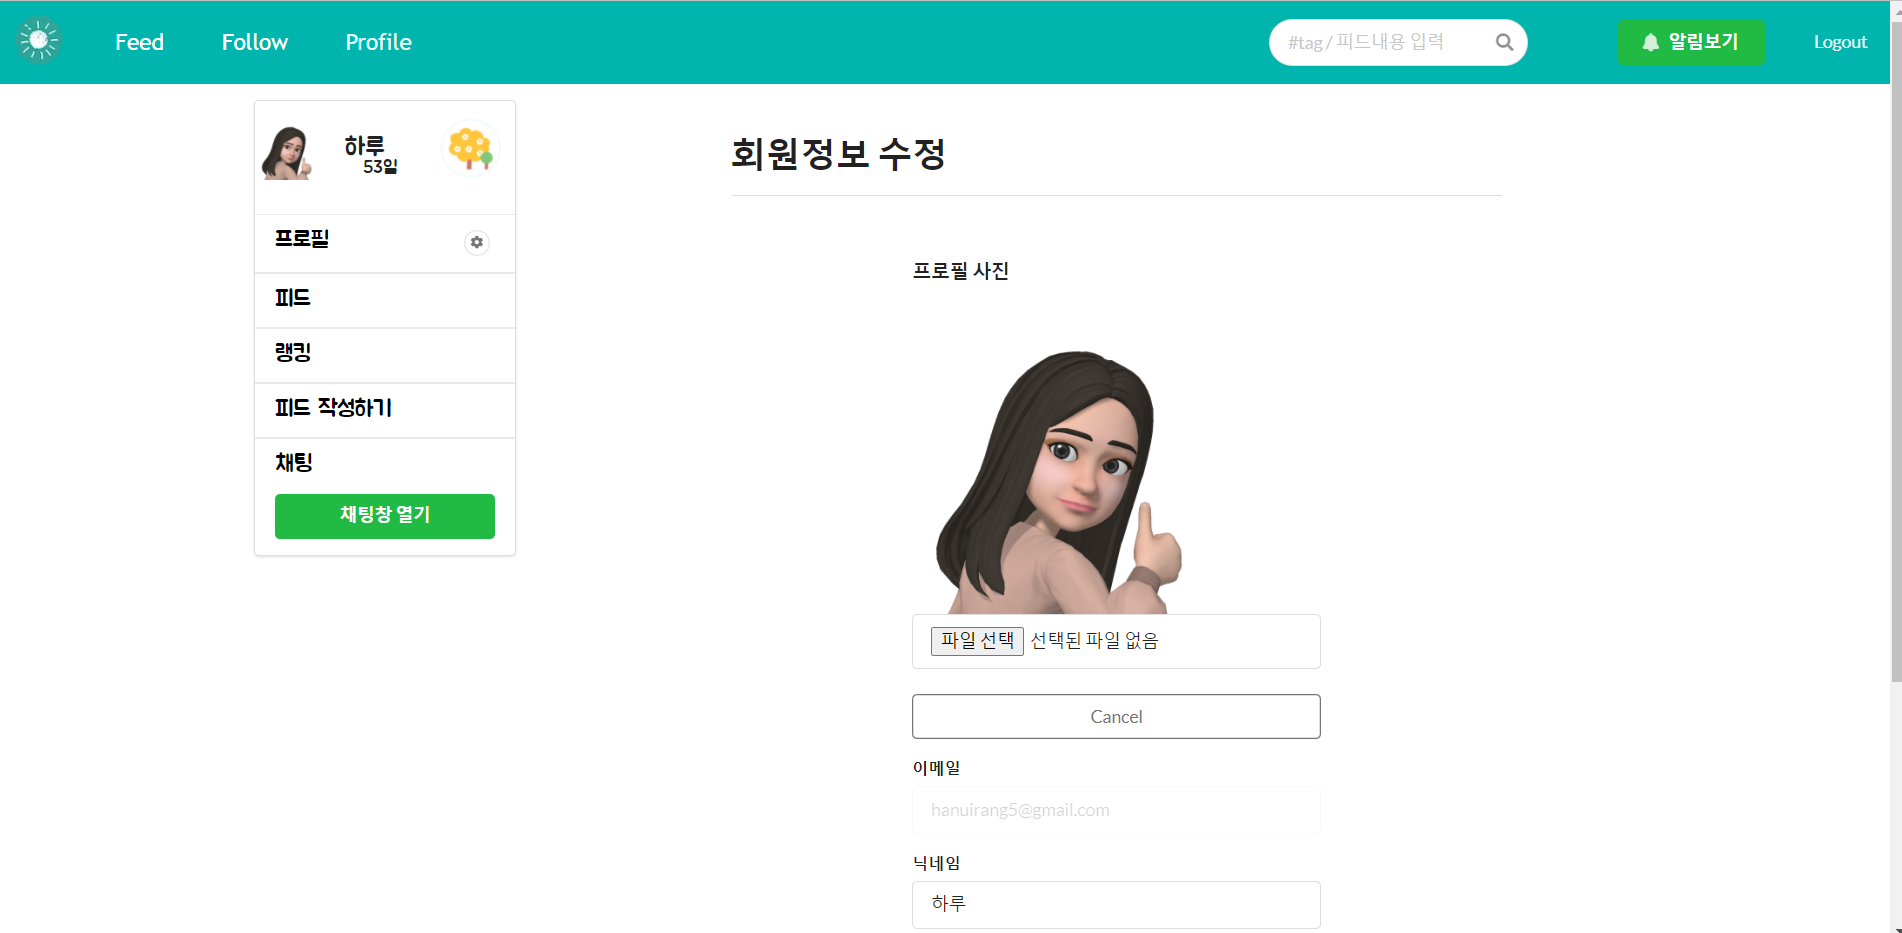 Feed Follow Profile #tag / 피드내용 입력 알림보기 Logout
하루
53일
프로필
피드
랭킹
피드 작성하기
채팅
채팅창 열기
회원정보 수정
프로필 사진
파일 선택 선택된 파일 없음
Cancel
이메일
hanuirang5@gmail.com
닉네임
하루